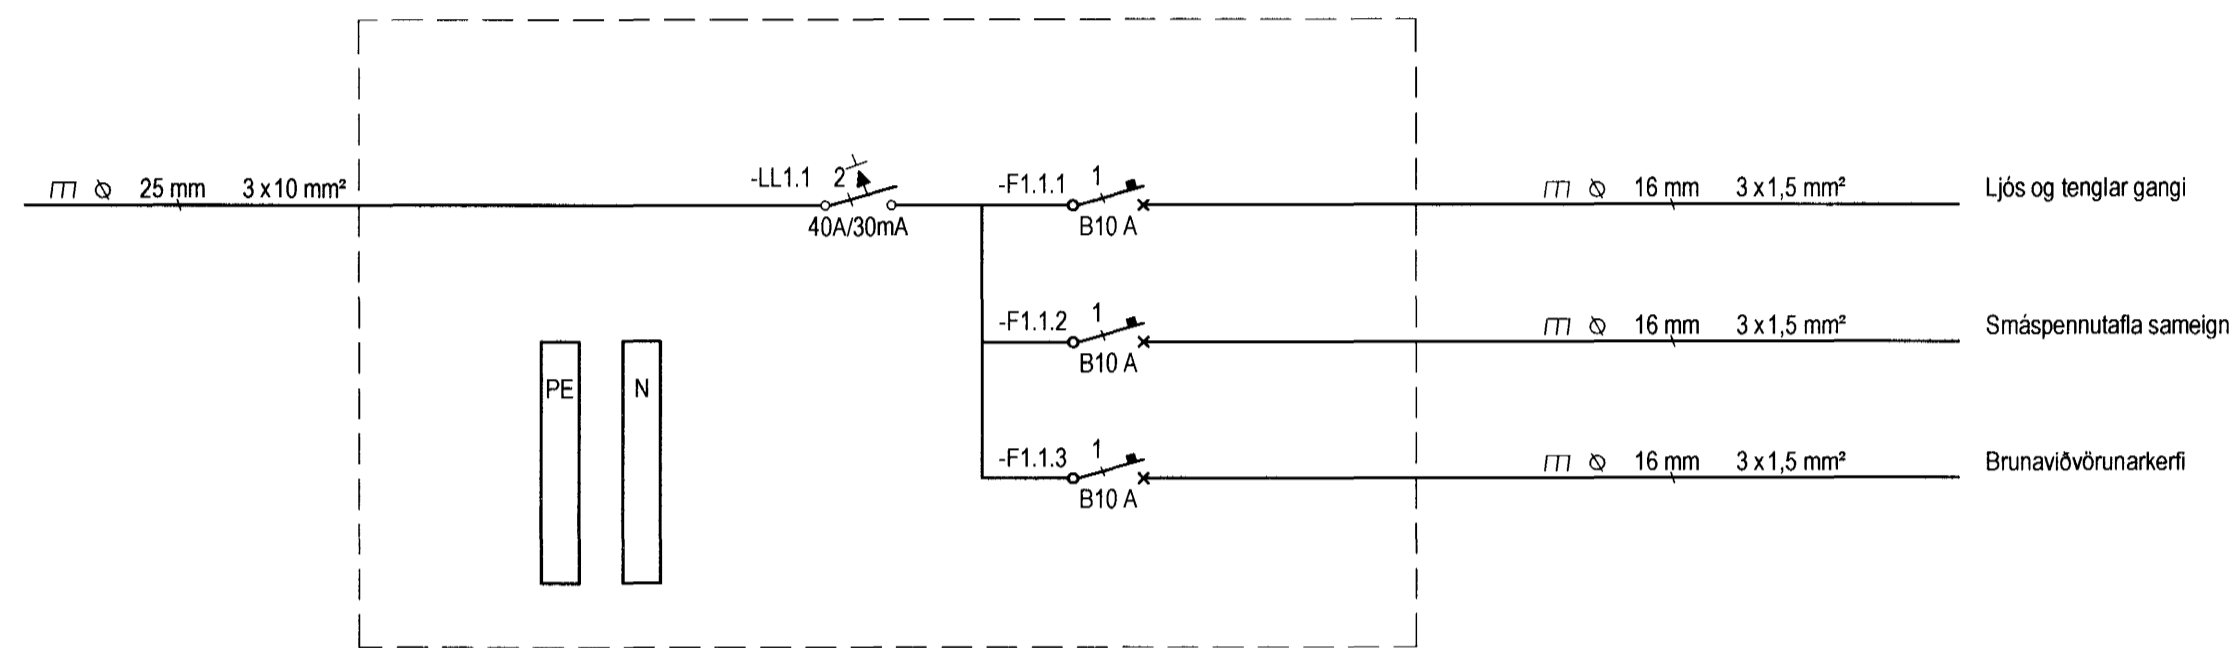 25 mm 3 x 10 mm²
-LL1.1 2
40A/30mA
-F1.1.1 1
B10 A
16 mm 3 x 1,5 mm²
Ljós og tenglar gangi
-F1.1.2 1
B10 A
16 mm 3 x 1,5 mm²
Smáspennutafla sameign
PE
N
-F1.1.3 1
B10 A
16 mm 3 x 1,5 mm²
Brunaviðvörunarkerfi